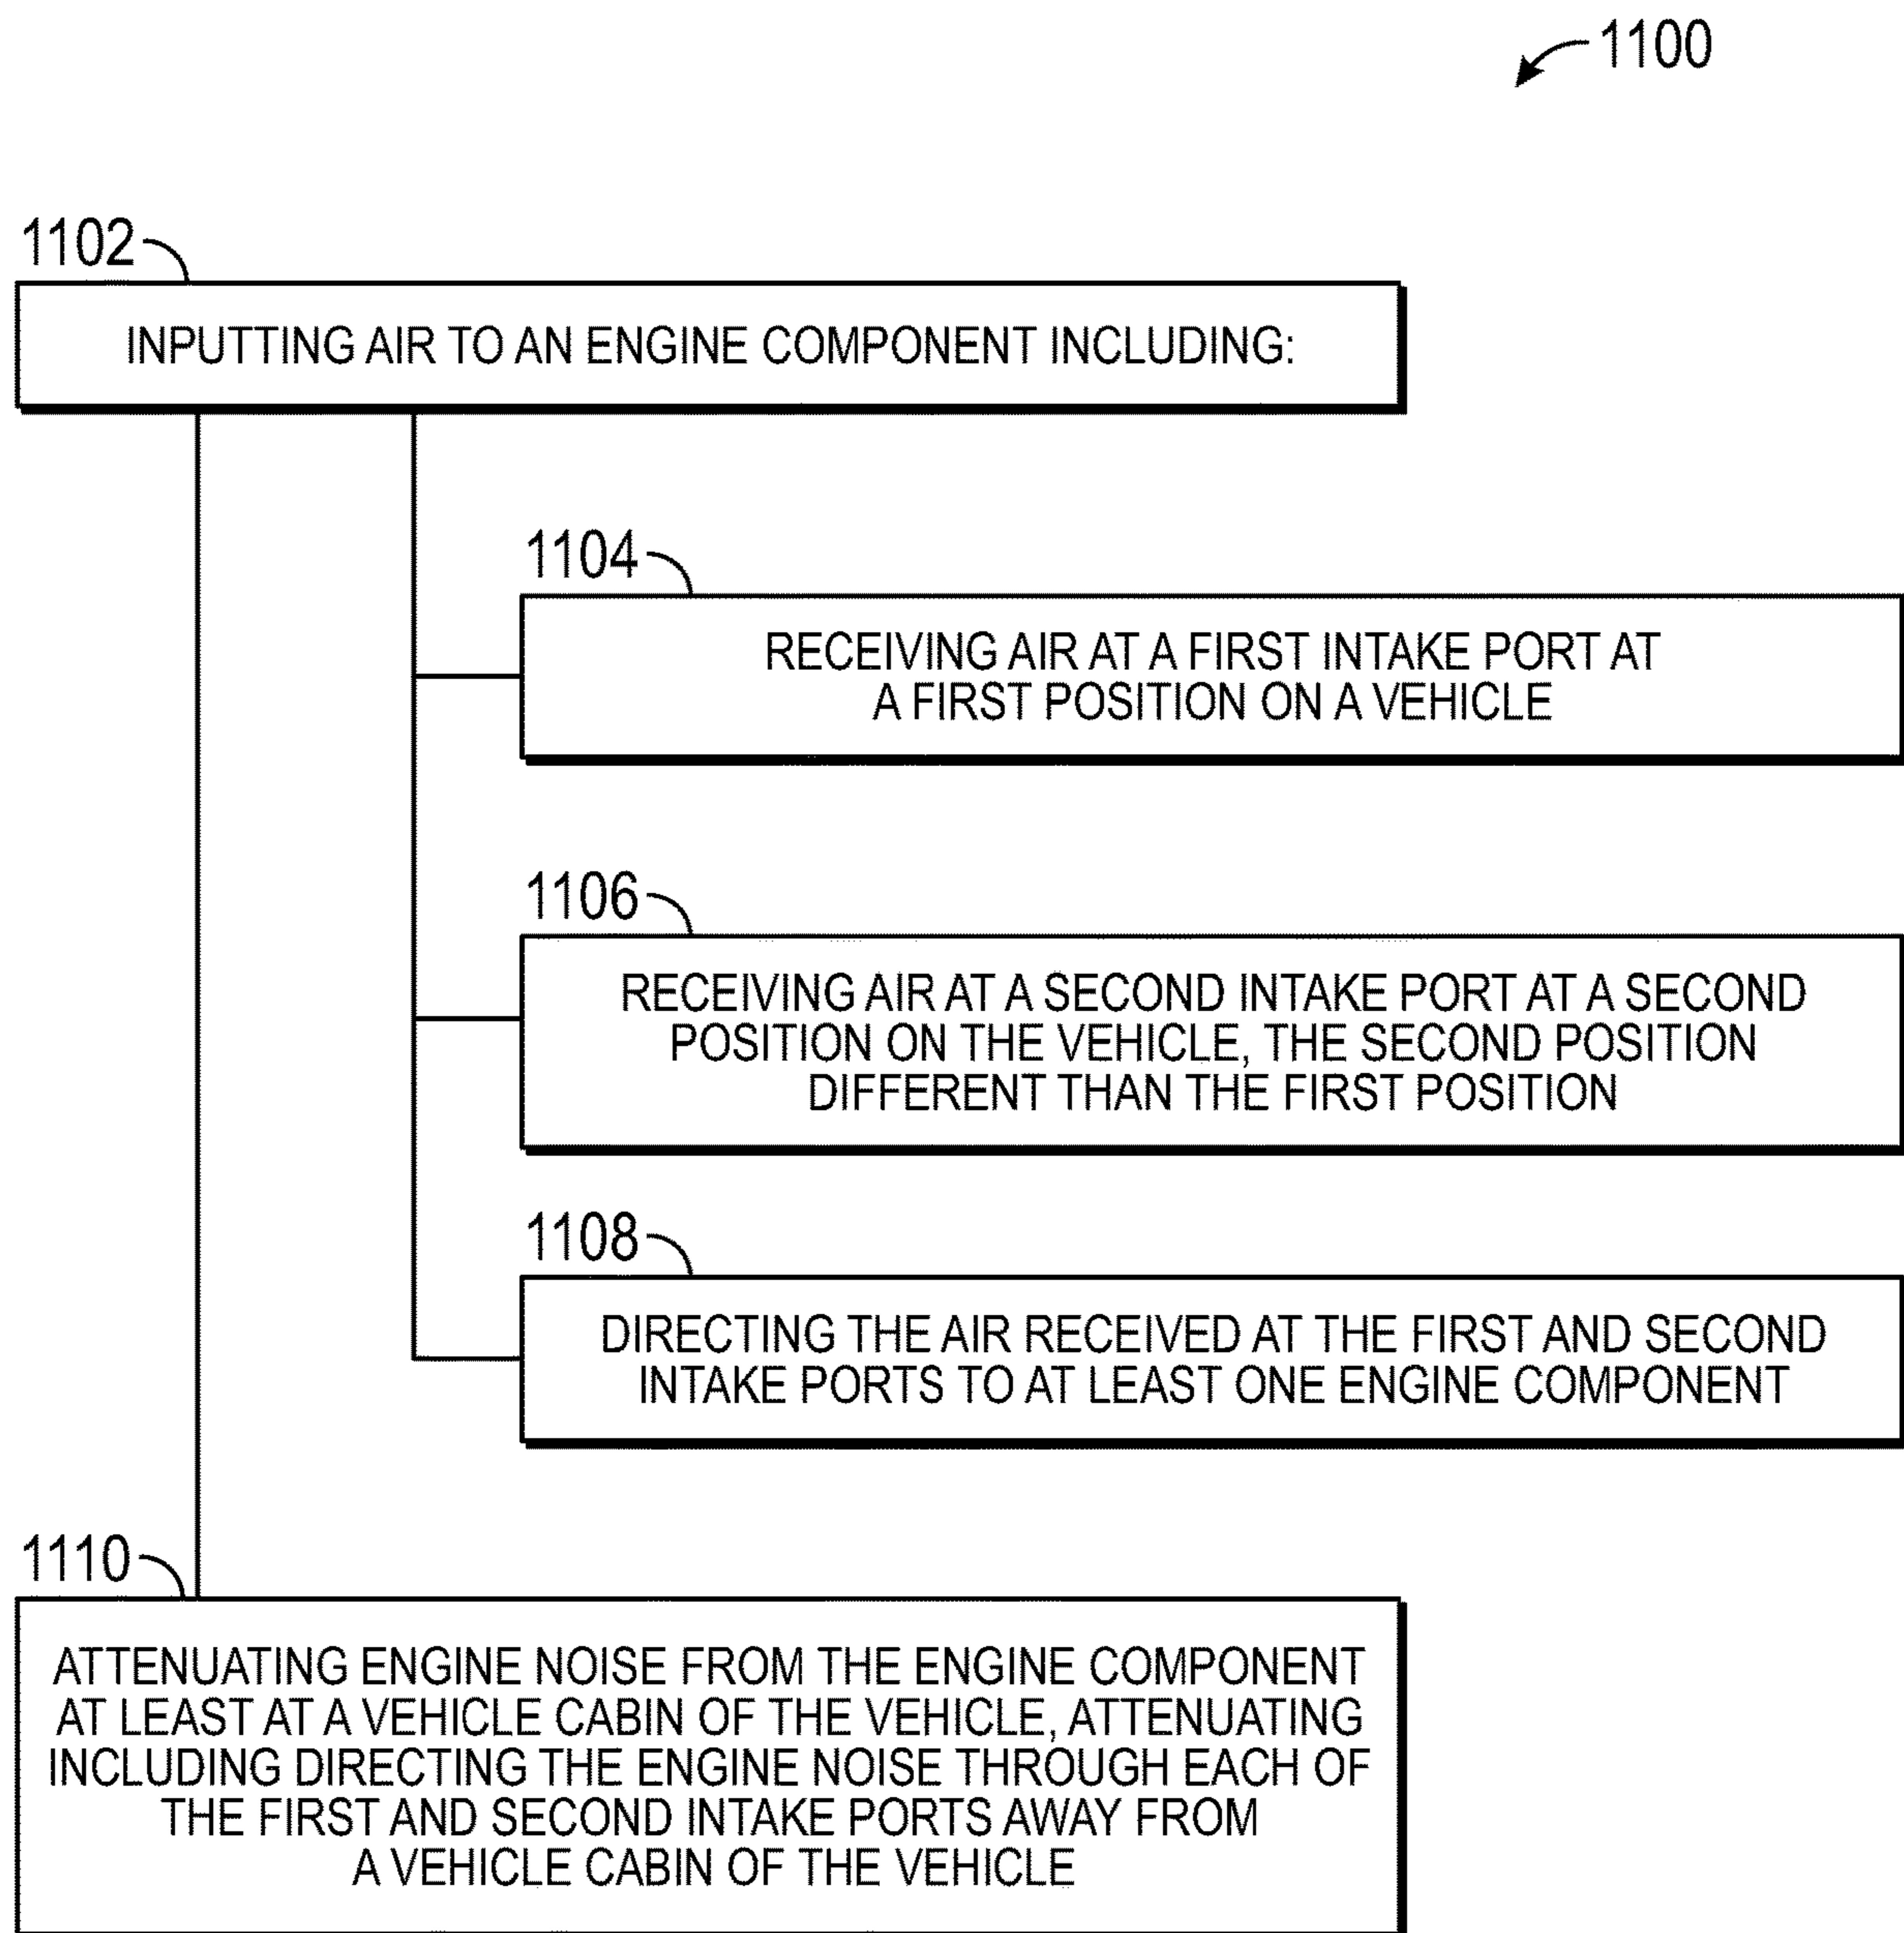 1100
1102
INPUTTING AIR TO AN ENGINE COMPONENT INCLUDING:
1104
RECEIVING AIR AT A FIRST INTAKE PORT AT
A FIRST POSITION ON A VEHICLE
1106
RECEIVING AIR AT A SECOND INTAKE PORT AT A SECOND
POSITION ON THE VEHICLE, THE SECOND POSITION
DIFFERENT THAN THE FIRST POSITION
1108
DIRECTING THE AIR RECEIVED AT THE FIRST AND SECOND
INTAKE PORTS TO AT LEAST ONE ENGINE COMPONENT
1110
ATTENUATING ENGINE NOISE FROM THE ENGINE COMPONENT
AT LEAST AT A VEHICLE CABIN OF THE VEHICLE, ATTENUATING
INCLUDING DIRECTING THE ENGINE NOISE THROUGH EACH OF
THE FIRST AND SECOND INTAKE PORTS AWAY FROM
A VEHICLE CABIN OF THE VEHICLE